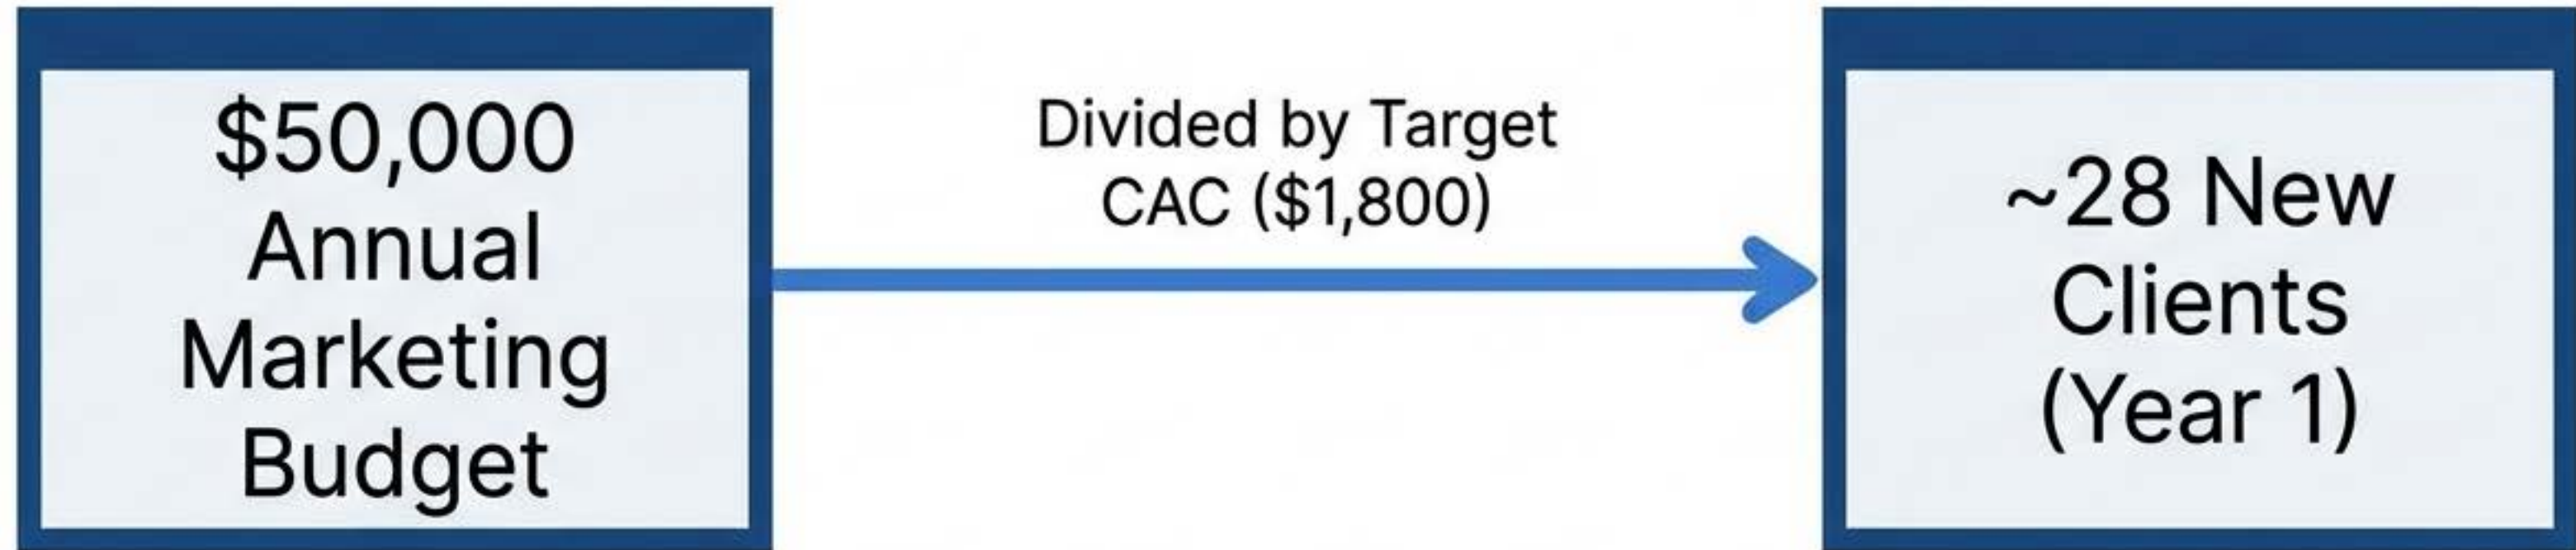 $50,000
Annual
Marketing
Budget
Divided by Target
CAC ($1,800)
~28 New
Clients
(Year 1)